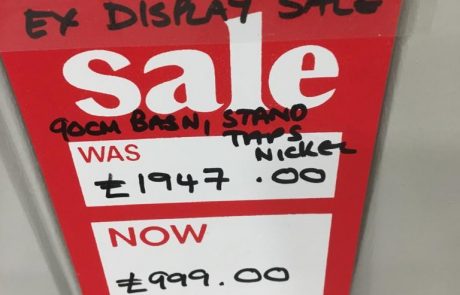 EX DISPLAY SALE
sale
90CM BASN, STAND
TAPS
NICKEL
WAS
£1947.00
NOW
£999.00